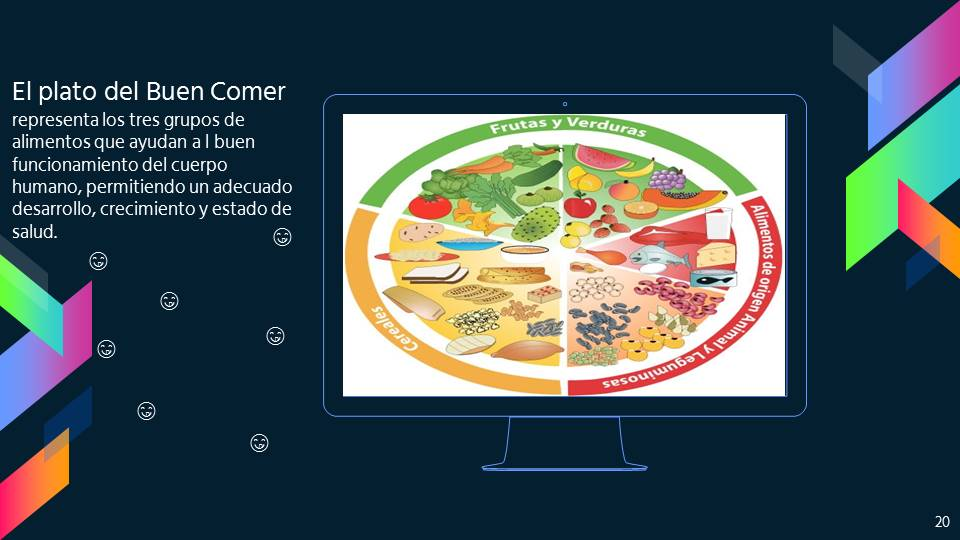 El plato del Buen Comer
representa los tres grupos de
alimentos que ayudan a l buen
funcionamiento del cuerpo
humano, permitiendo un adecuado
desarrollo, crecimiento y estado de
salud.
Frutas y Verduras
Alimentos de origen Animal y Leguminosas
Cereales
20